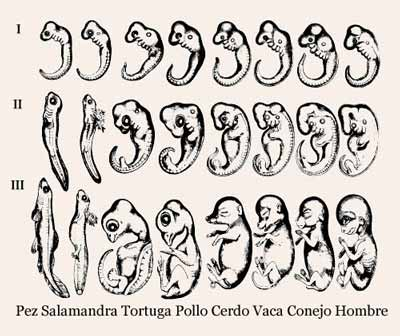 I
II
III
Pez Salamandra Tortuga Pollo Cerdo Vaca Conejo Hombre